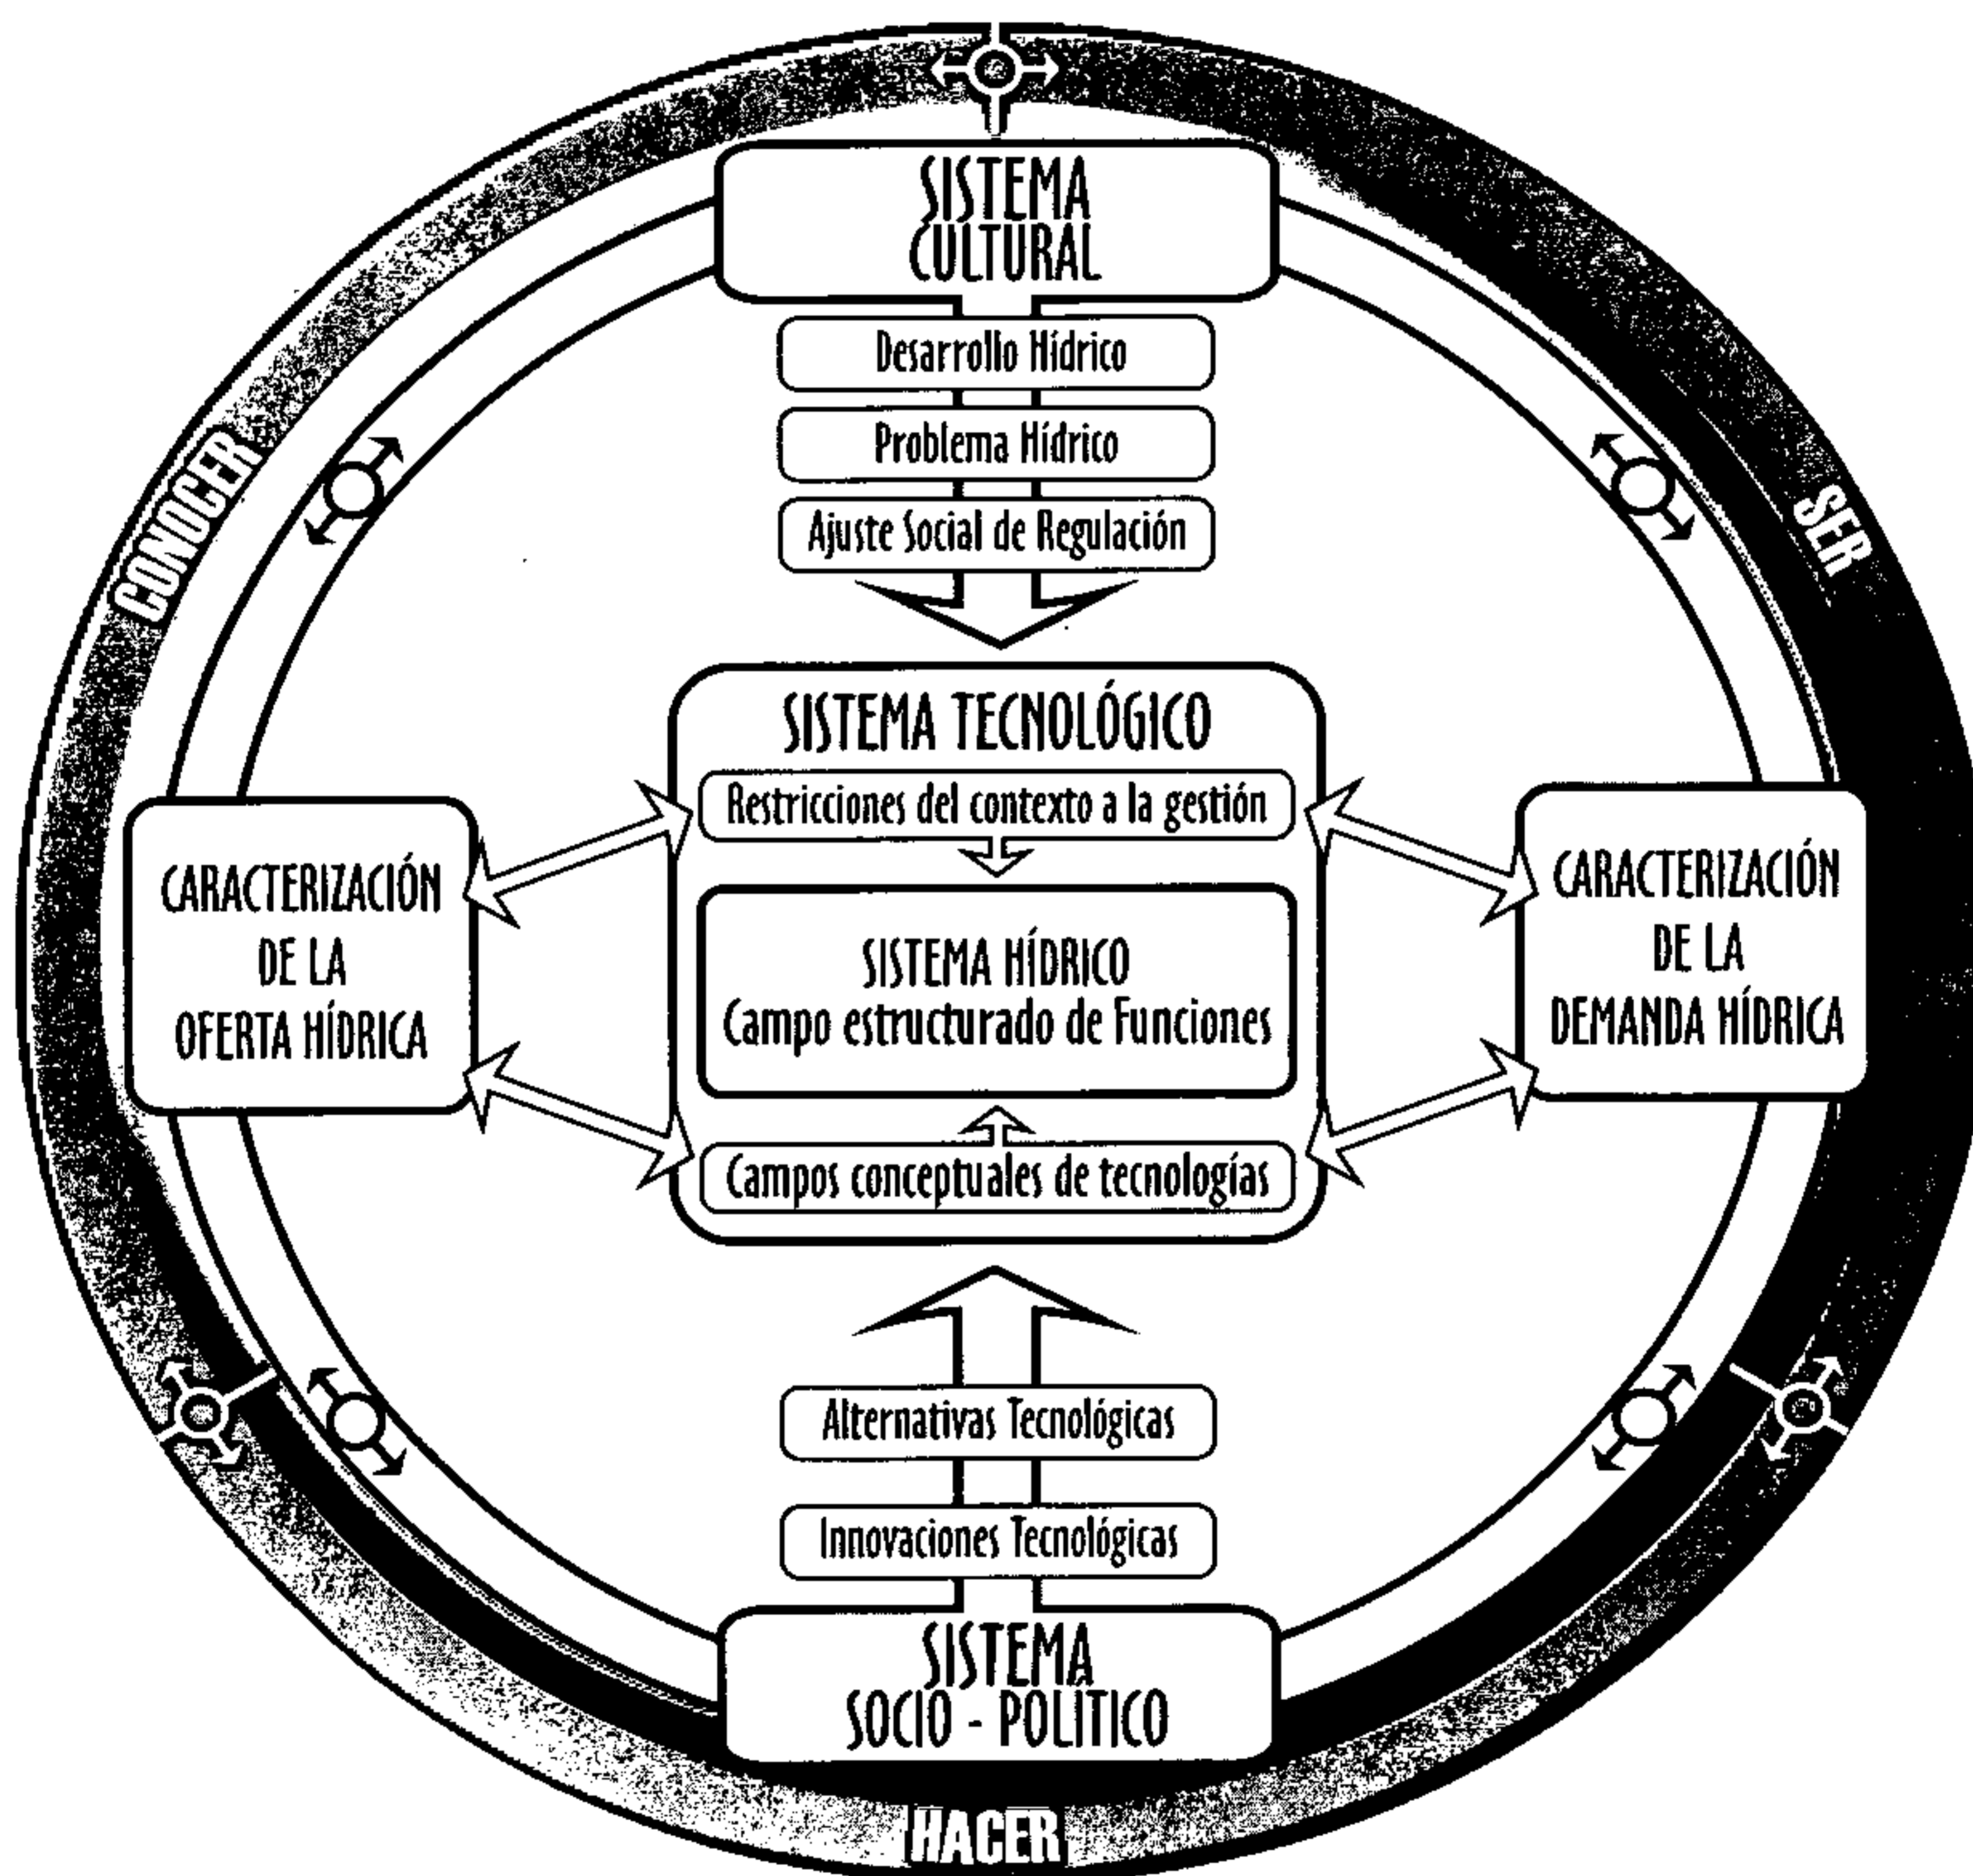 SISTEMA
CULTURAL
Desarrollo Hídrico
Problema Hídrico
Ajuste Social de Regulación
CONOCER
SER
SISTEMA TECNOLÓGICO
Restricciones del contexto a la gestión
CARACTERIZACIÓN
DE LA
OFERTA HÍDRICA
SISTEMA HÍDRICO
Campo estructurado de Funciones
CARACTERIZACIÓN
DE LA
DEMANDA HÍDRICA
Campos conceptuales de tecnologías
Alternativas Tecnológicas
Innovaciones Tecnológicas
SISTEMA
SOCIO - POLÍTICO
HACER